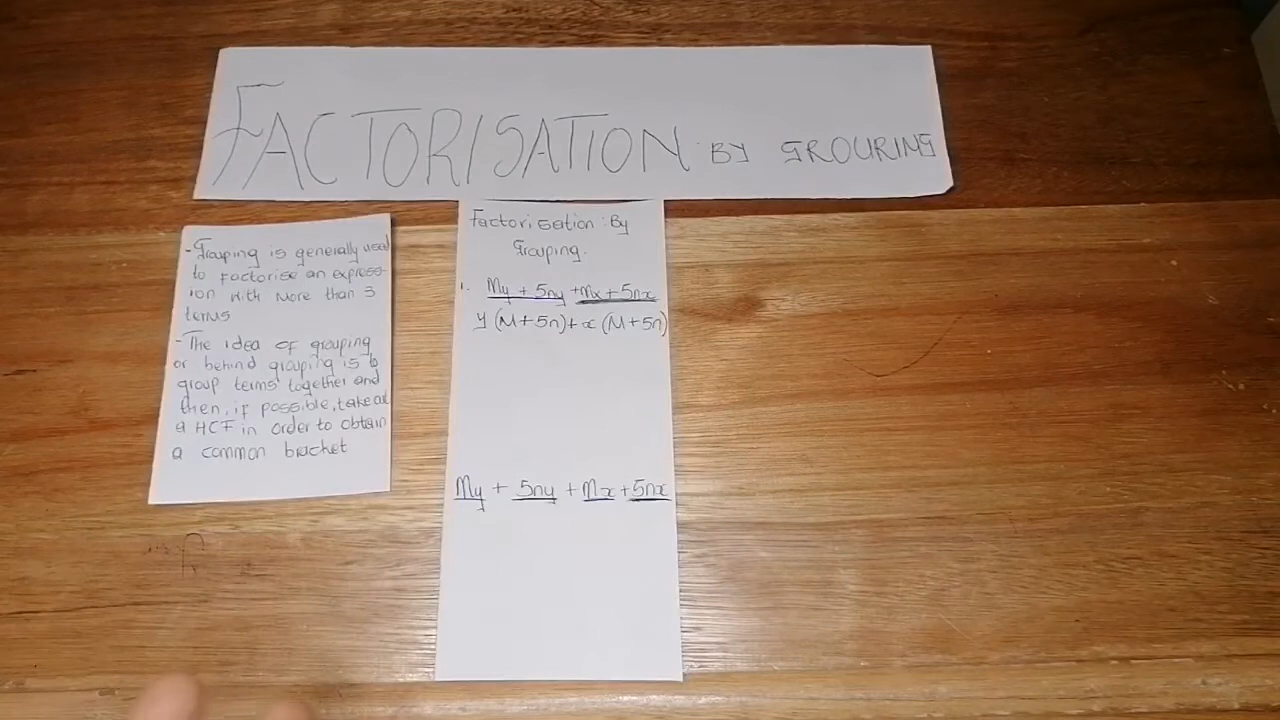 FACTORISATION BY GROURING
- Grouping is generally used
to factorise an express-
ion with more than 3
terms
- The idea of grouping
or behind grouping is to
group terms together and
then, if possible, take out
a HCF in order to obtain
a common bracket
Factorisation: By
Grouping.
1. My + 5ny + mx + 5nx
y (M + 5n) + x (M + 5n)
My + 5ny + Mx + 5nx